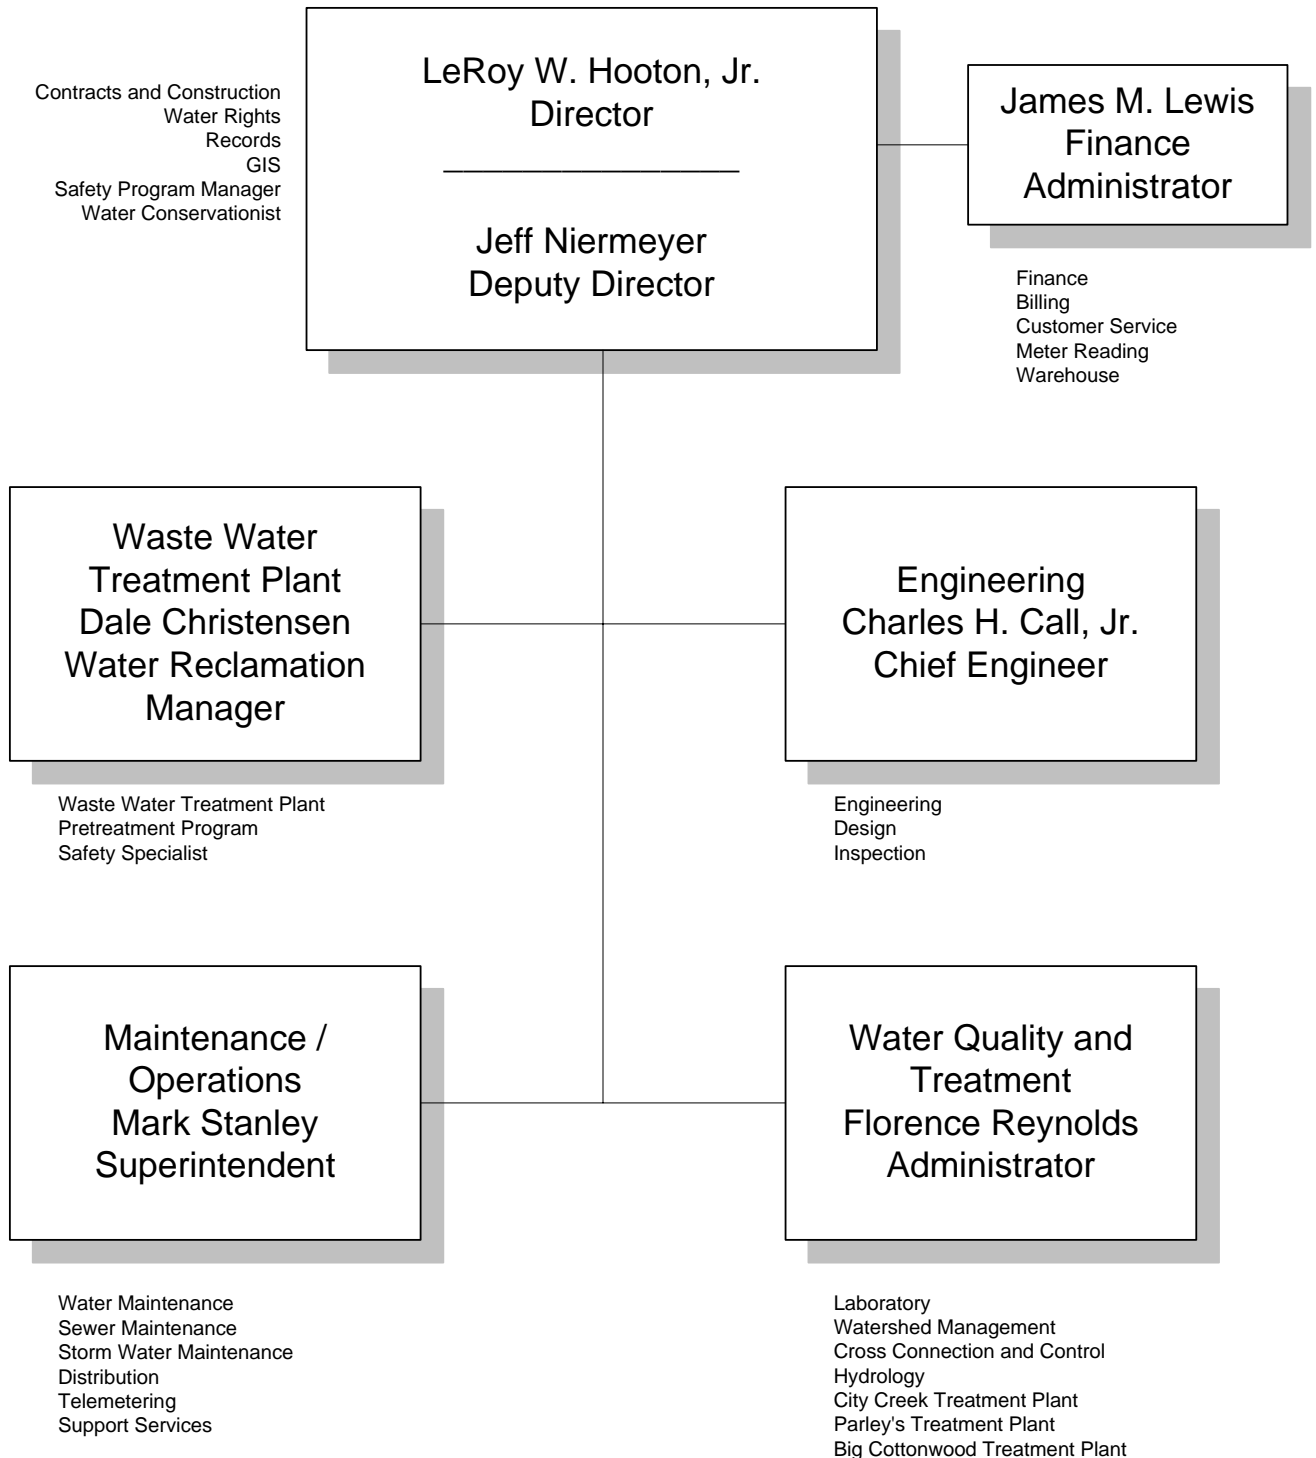 Contracts and Construction
Water Rights
Records
GIS
Safety Program Manager
Water Conservationist
LeRoy W. Hooton, Jr.
Director
________________
Jeff Niermeyer
Deputy Director
James M. Lewis
Finance
Administrator
Finance
Billing
Customer Service
Meter Reading
Warehouse
Waste Water
Treatment Plant
Dale Christensen
Water Reclamation
Manager
Waste Water Treatment Plant
Pretreatment Program
Safety Specialist
Engineering
Charles H. Call, Jr.
Chief Engineer
Engineering
Design
Inspection
Maintenance /
Operations
Mark Stanley
Superintendent
Water Maintenance
Sewer Maintenance
Storm Water Maintenance
Distribution
Telemetering
Support Services
Water Quality and
Treatment
Florence Reynolds
Administrator
Laboratory
Watershed Management
Cross Connection and Control
Hydrology
City Creek Treatment Plant
Parley's Treatment Plant
Big Cottonwood Treatment Plant